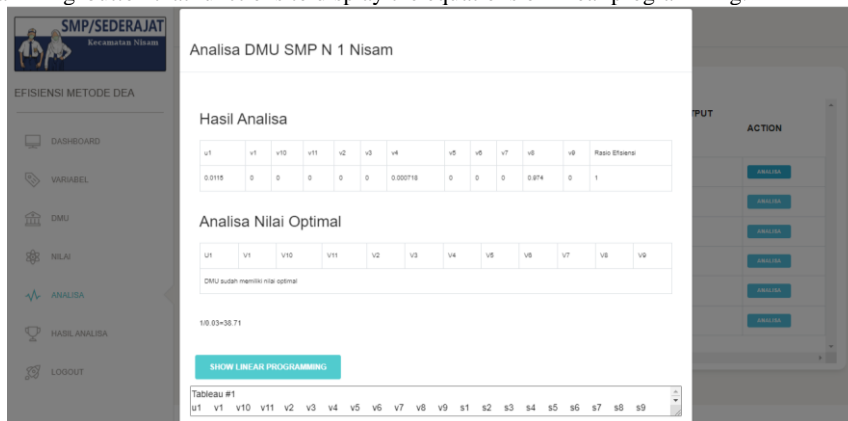 SMP/SEDERAJAT
Kecamatan Nisam
EFISIENSI METODE DEA
DASHBOARD
VARIABEL
DMU
NILAI
ANALISA
HASIL ANALISA
LOGOUT
Analisa DMU SMP N 1 Nisam
Hasil Analisa
u1 v1 v10 v11 v2 v3 v4 v5 v6 v7 v8 v9 Rasio Efisiensi
0.0115 0 0 0 0 0 0.000718 0 0 0 0.974 0 1
Analisa Nilai Optimal
U1 V1 V10 V11 V2 V3 V4 V5 V6 V7 V8 V9
DMU sudah memiliki nilai optimal
1/0.03=38.71
SHOW LINEAR PROGRAMMING
Tableau #1
u1 v1 v10 v11 v2 v3 v4 v5 v6 v7 v8 v9 s1 s2 s3 s4 s5 s6 s7 s8 s9
TPUT
ACTION
ANALISA
ANALISA
ANALISA
ANALISA
ANALISA
ANALISA